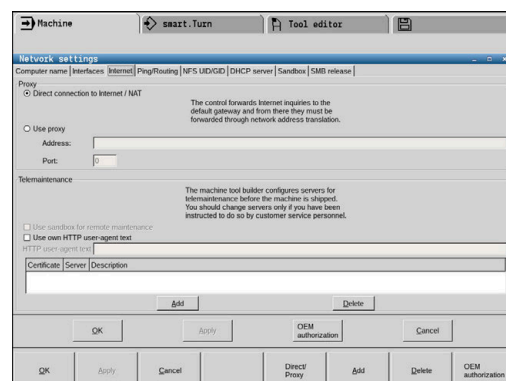 Machine
smart.Turn
Tool editor
Network settings
Computer name Interfaces Internet Ping/Routing NFS UID/GID DHCP server Sandbox SMB release
Proxy
Direct connection to Internet / NAT
The control forwards Internet inquiries to the
default gateway and from there they must be
forwarded through network address translation.
Use proxy
Address:
Port: 0
Telemaintenance
The machine tool builder configures servers for
telemaintenance before the machine is shipped.
You should change servers only if you have been
instructed to do so by customer service personnel.
Use sandbox for remote maintenance
Use own HTTP user-agent text
HTTP user-agent text
Certificate Server Description
Add Delete
OK Apply OEM authorization Cancel
OK Apply Cancel Direct/ Proxy Add Delete OEM authorization